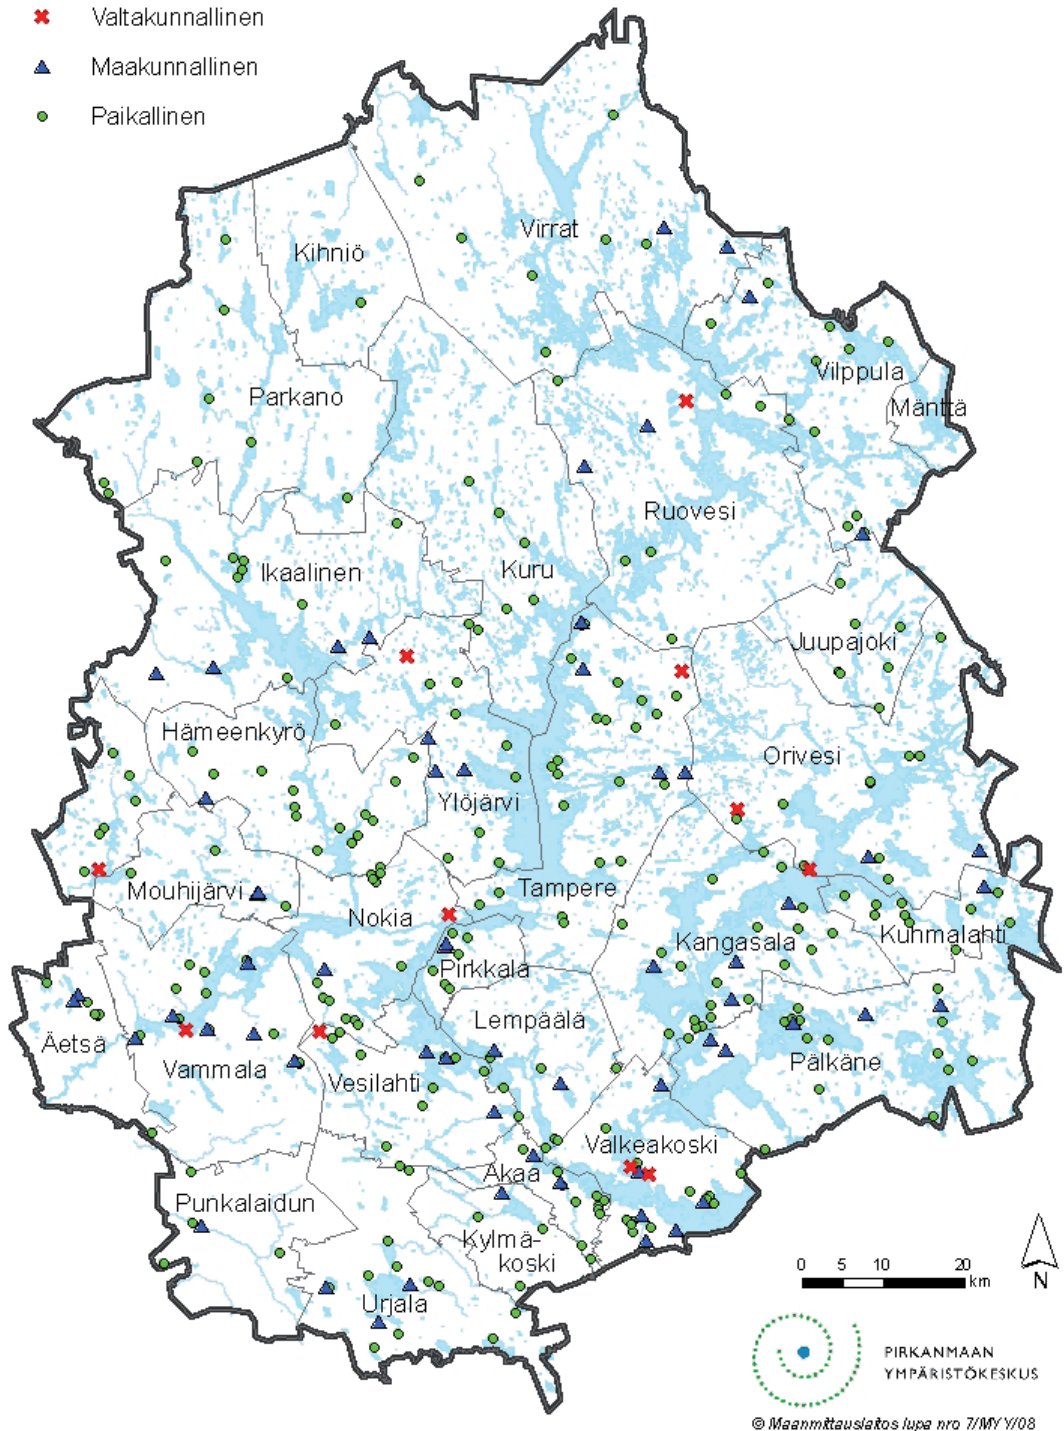 Valtakunnallinen
Maakunnallinen
Paikallinen
Virrat
Kihniö
Vilppula
Parkano
Mänttä
Ruovesi
Ikaalinen
Kuru
Juupajoki
Hämeenkyrö
Orivesi
Ylöjärvi
Mouhijärvi
Tampere
Nokia
Kangasala
Kuhmalahti
Pirkkala
Lempäälä
Äetsä
Vammala
Vesilahti
Pälkäne
Valkeakoski
Akaa
Punkalaidun
Kylmä-
koski
Urjala
0 5 10 20
km
N
PIRKANMAAN
YMPÄRISTÖKESKUS
© Maanmittauslaitos lupa nro 7/MYY/08